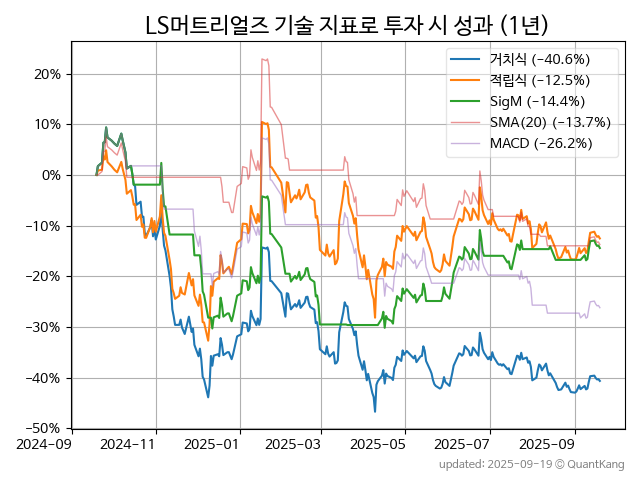 LS머트리얼즈 기술 지표로 투자 시 성과 (1년)
거치식 (−40.6%)
적립식 (−12.5%)
SigM (−14.4%)
SMA(20) (−13.7%)
MACD (−26.2%)
20%
10%
0%
−10%
−20%
−30%
−40%
−50%
2024-09 2024-11 2025-01 2025-03 2025-05 2025-07 2025-09
updated: 2025-09-19 © QuantKang